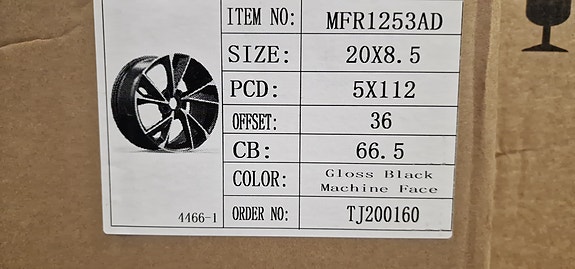 ITEM NO: MFR1253AD
SIZE: 20X8.5
PCD: 5X112
OFFSET: 36
CB: 66.5
COLOR: Gloss Black
Machine Face
4466-1 ORDER NO: TJ200160